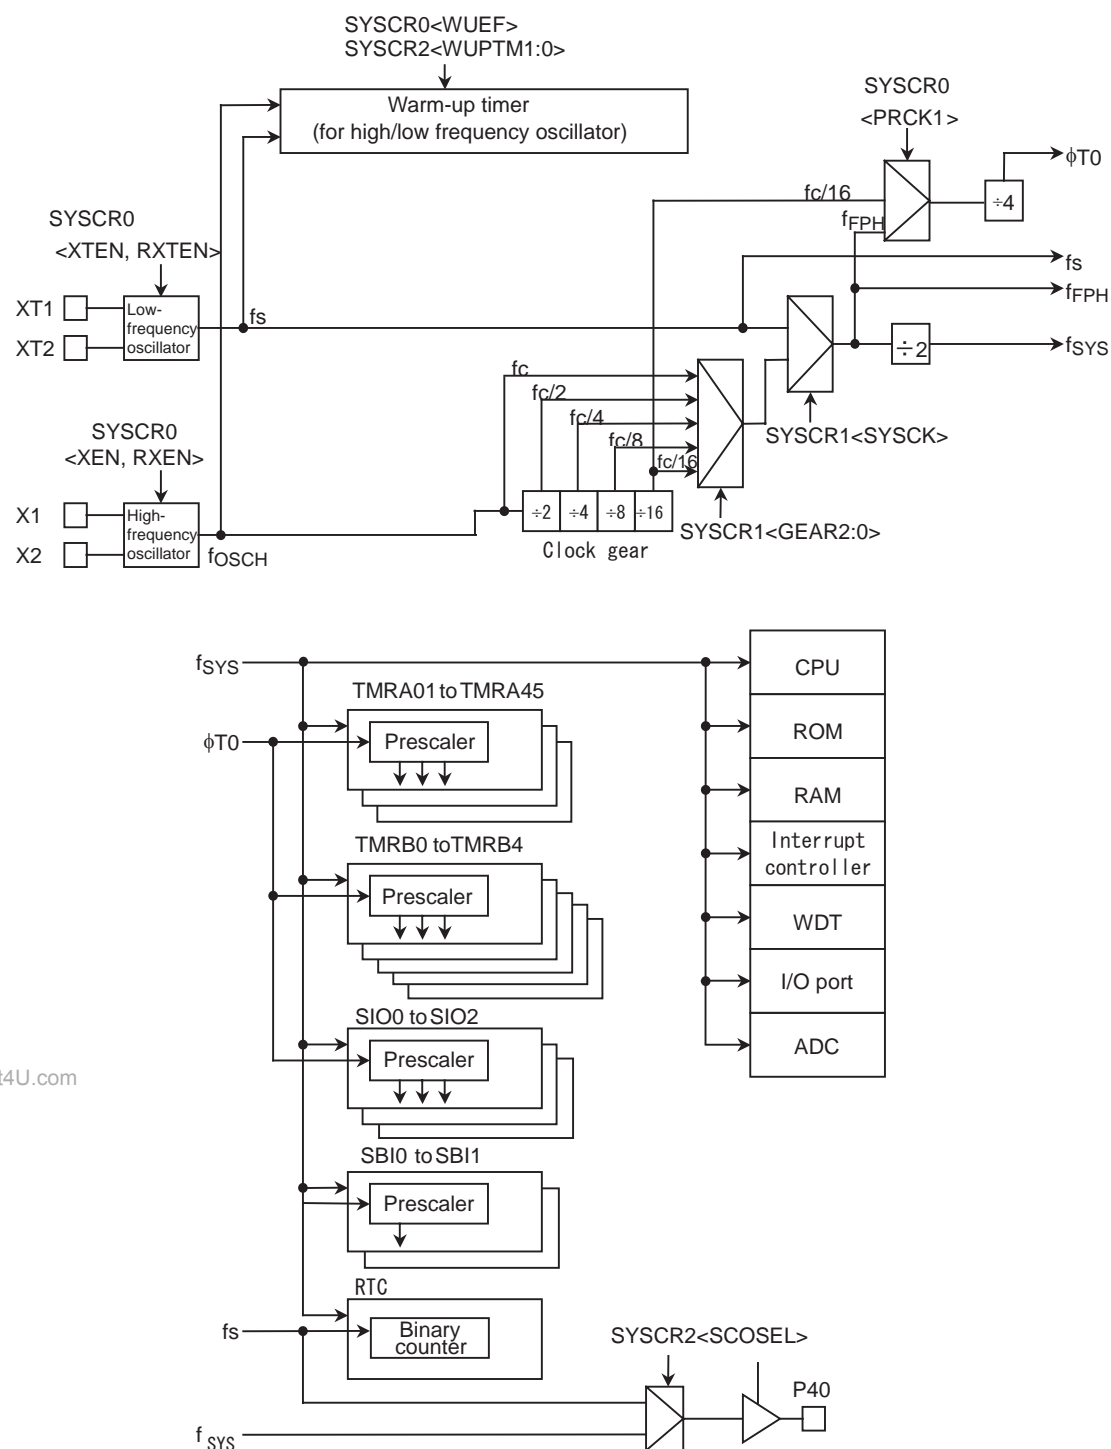 SYSCR0<WUEF>
SYSCR2<WUPTM1:0>
Warm-up timer
(for high/low frequency oscillator)
SYSCR0
<PRCK1>
ϕT0
÷4
fc/16
fFPH
SYSCR0
<XTEN, RXTEN>
fs
fFPH
XT1
XT2
Low-
frequency
oscillator
fs
÷2
fSYS
fc
fc/2
fc/4
fc/8
fc/16
SYSCR1<SYSCK>
SYSCR0
<XEN, RXEN>
X1
X2
High-
frequency
oscillator
fOSCH
÷2 ÷4 ÷8 ÷16
Clock gear
SYSCR1<GEAR2:0>
fSYS
CPU
TMRA01 to TMRA45
ϕT0
Prescaler
ROM
RAM
TMRB0 toTMRB4
Prescaler
Interrupt
controller
WDT
I/O port
SIO0 to SIO2
Prescaler
ADC
t4U.com
SBI0 to SBI1
Prescaler
RTC
fs
Binary
counter
SYSCR2<SCOSEL>
P40
f SYS